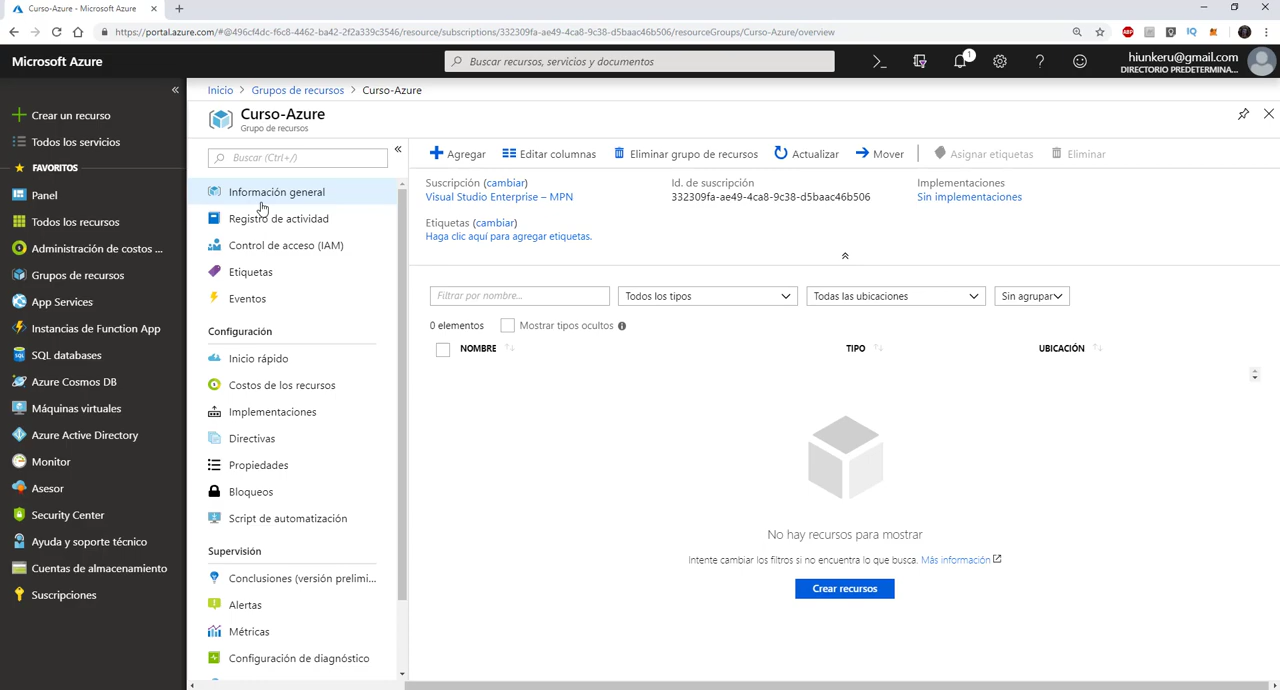 Curso-Azure - Microsoft Azure
https://portal.azure.com/#@496cf4dc-f6c8-4462-ba42-2f2a339c3546/resource/subscriptions/332309fa-ae49-4ca8-9c38-d5baac46b506/resourceGroups/Curso-Azure/overview
ABP
IQ
Microsoft Azure
Buscar recursos, servicios y documentos
1
hiunkeru@gmail.com
DIRECTORIO PREDETERMINA...
Crear un recurso
Todos los servicios
FAVORITOS
Panel
Todos los recursos
Administración de costos ...
Grupos de recursos
App Services
Instancias de Function App
SQL databases
Azure Cosmos DB
Máquinas virtuales
Azure Active Directory
Monitor
Asesor
Security Center
Ayuda y soporte técnico
Cuentas de almacenamiento
Suscripciones
Inicio > Grupos de recursos > Curso-Azure
Curso-Azure
Grupo de recursos
Buscar (Ctrl+/)
Información general
Registro de actividad
Control de acceso (IAM)
Etiquetas
Eventos
Configuración
Inicio rápido
Costos de los recursos
Implementaciones
Directivas
Propiedades
Bloqueos
Script de automatización
Supervisión
Conclusiones (versión prelimi...
Alertas
Métricas
Configuración de diagnóstico
Agregar Editar columnas Eliminar grupo de recursos Actualizar Mover Asignar etiquetas Eliminar
Suscripción (cambiar) Id. de suscripción Implementaciones
Visual Studio Enterprise – MPN 332309fa-ae49-4ca8-9c38-d5baac46b506 Sin implementaciones
Etiquetas (cambiar)
Haga clic aquí para agregar etiquetas.
Filtrar por nombre... Todos los tipos Todas las ubicaciones Sin agrupar
0 elementos Mostrar tipos ocultos
NOMBRE TIPO UBICACIÓN
No hay recursos para mostrar
Intente cambiar los filtros si no encuentra lo que busca. Más información
Crear recursos